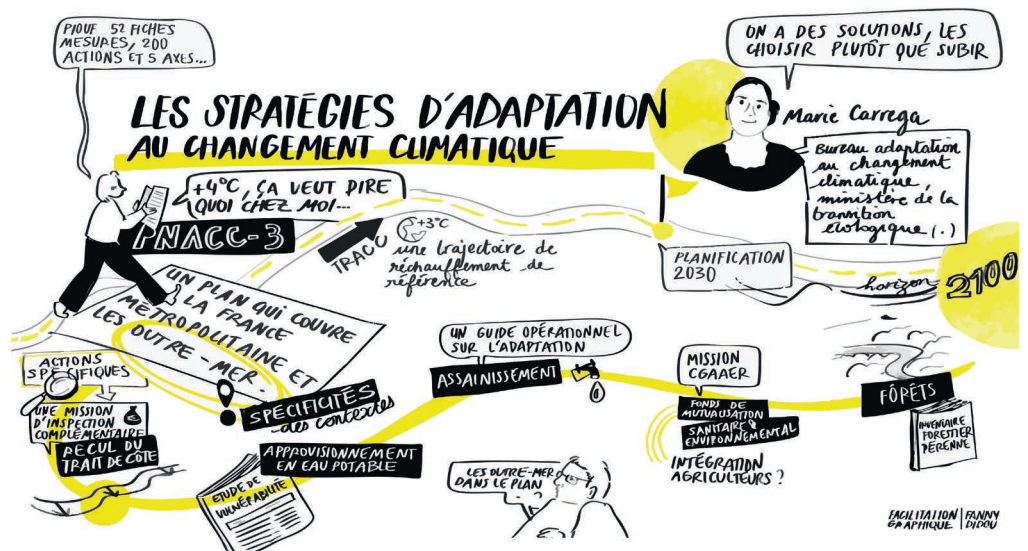 PIOUF 52 FICHES
MESURES, 200
ACTIONS ET 5 AXES...
ON A DES SOLUTIONS, LES
CHOISIR PLUTÔT QUE SUBIR
LES STRATÉGIES D'ADAPTATION
AU CHANGEMENT CLIMATIQUE
Marie Carrega
Bureau adaptation
au changement
climatique,
ministère de la
transition
écologique (..)
+4°C, ÇA VEUT DIRE
QUOI CHEZ MOI...
PNACC-3
TRACC
+3°C
une trajectoire de
réchauffement de
référence
PLANIFICATION
2030
horizon
2100
UN PLAN QUI COUVRE
LA FRANCE
MÉTROPOLITAINE ET
LES OUTRE-MER.
ACTIONS
SPÉCIFIQUES
UNE MISSION
D'INSPECTION
COMPLÉMENTAIRE
RECUL DU
TRAIT DE CÔTE
SPÉCIFICITÉS
des contextes
APPROVISIONNEMENT
EN EAU POTABLE
ETUDE DE
VULNÉRABILITÉ
UN GUIDE OPÉRATIONNEL
SUR L'ADAPTATION
ASSAINISSEMENT
LES OUTRE-MER
DANS LE PLAN
?
MISSION
CGAAER
FONDS DE
MUTUALISATION
SANITAIRE &
ENVIRONNEMENTAL
INTÉGRATION
AGRICULTEURS ?
FÔRÊTS
INVENTAIRE
FORESTIER
PÉRENNE
FACILITATION
GRAPHIQUE
FANNY
DIDOU